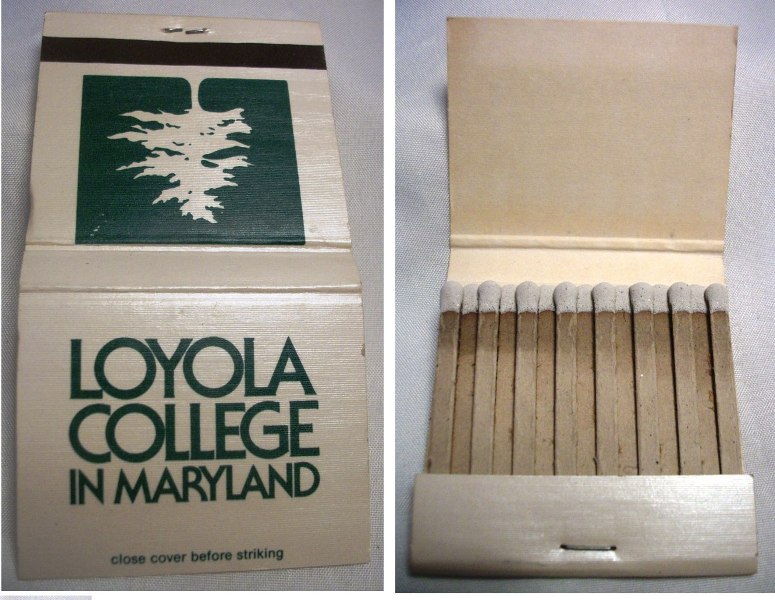 LOYOLA
COLLEGE
IN MARYLAND
close cover before striking